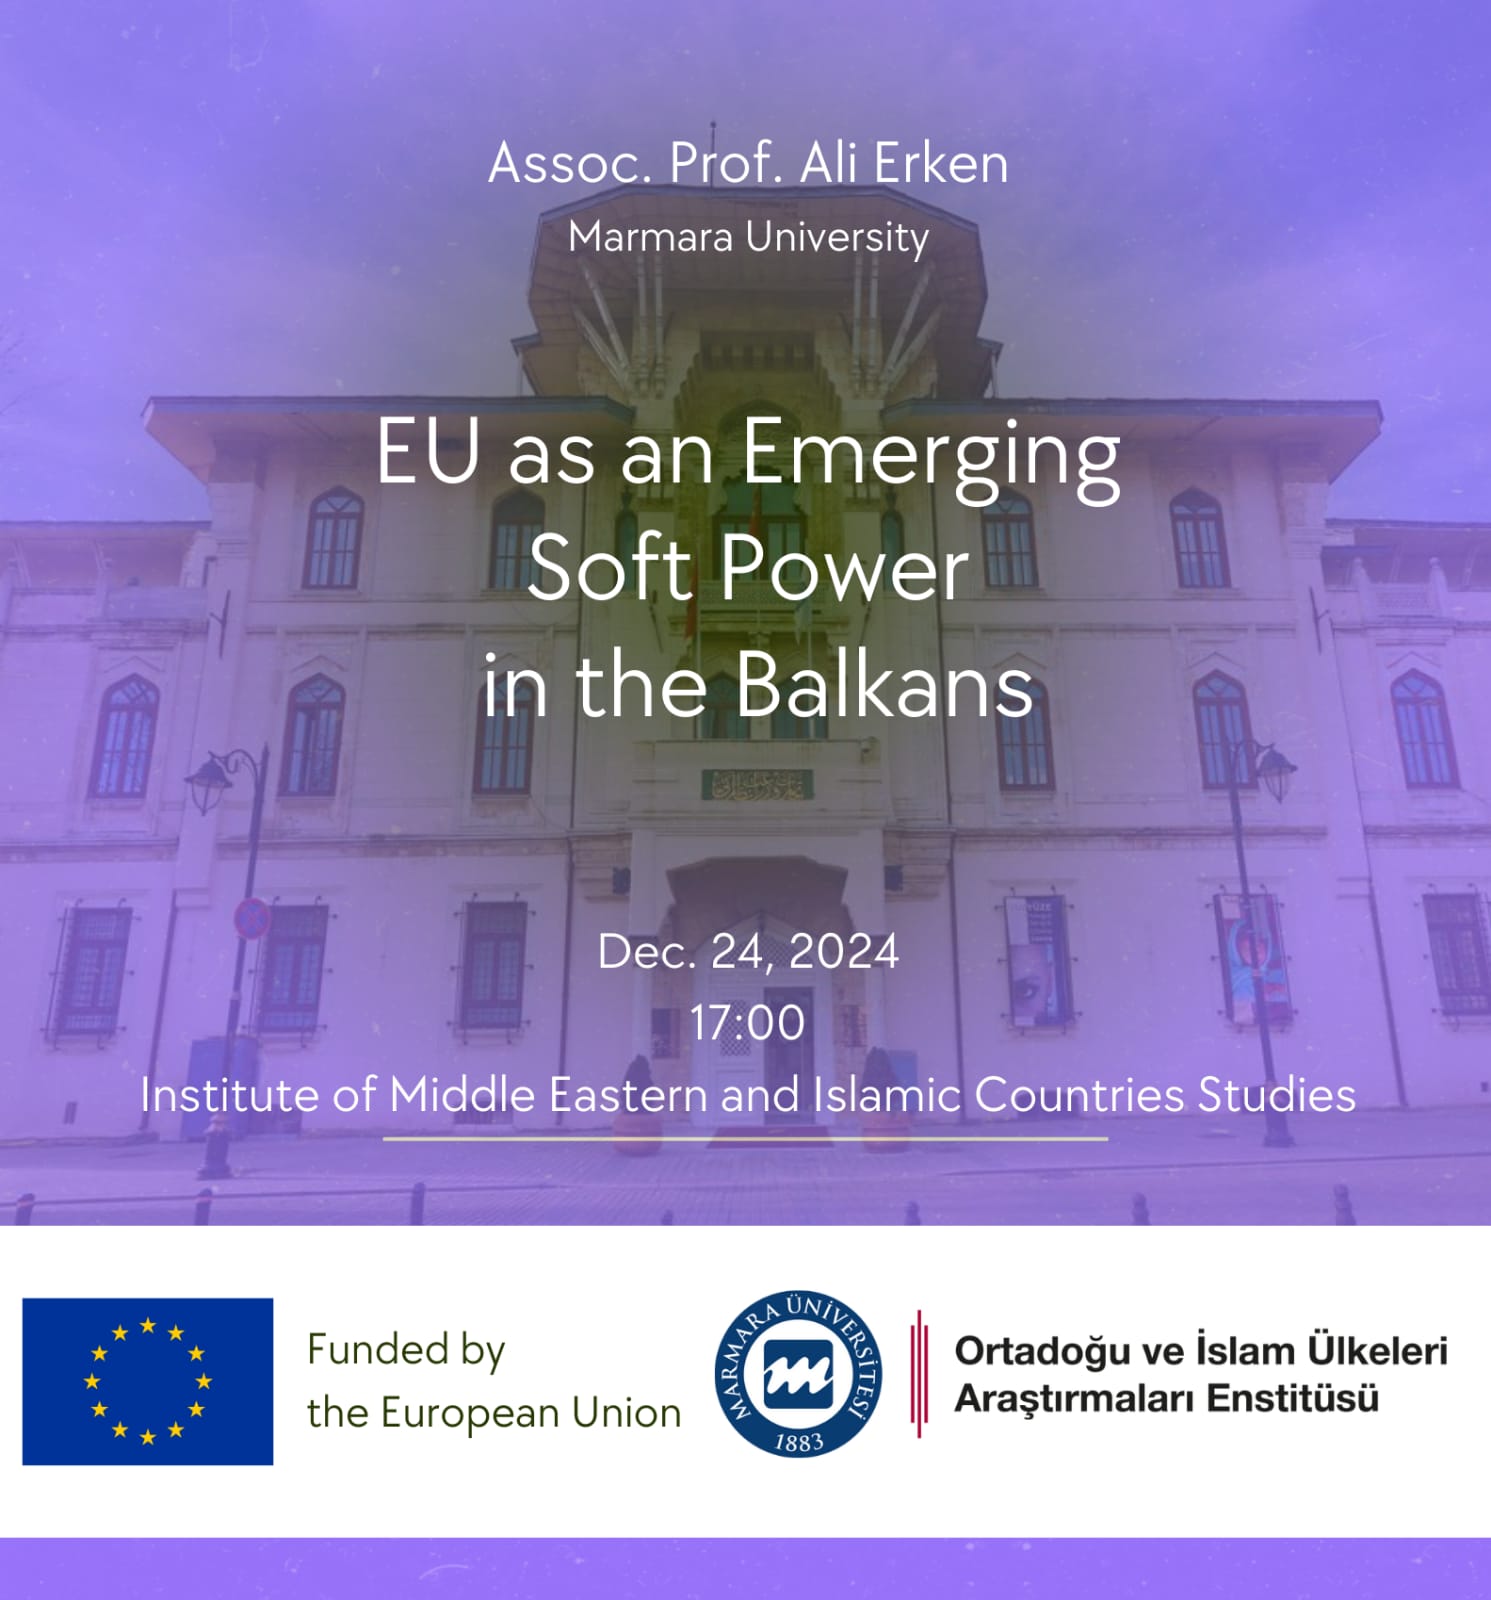 Assoc. Prof. Ali Erken
Marmara University
EU as an Emerging
Soft Power
in the Balkans
Dec. 24, 2024
17:00
Institute of Middle Eastern and Islamic Countries Studies
Funded by
the European Union
MARMARA ÜNİVERSİTESİ
1883
Ortadoğu ve İslam Ülkeleri
Araştırmaları Enstitüsü